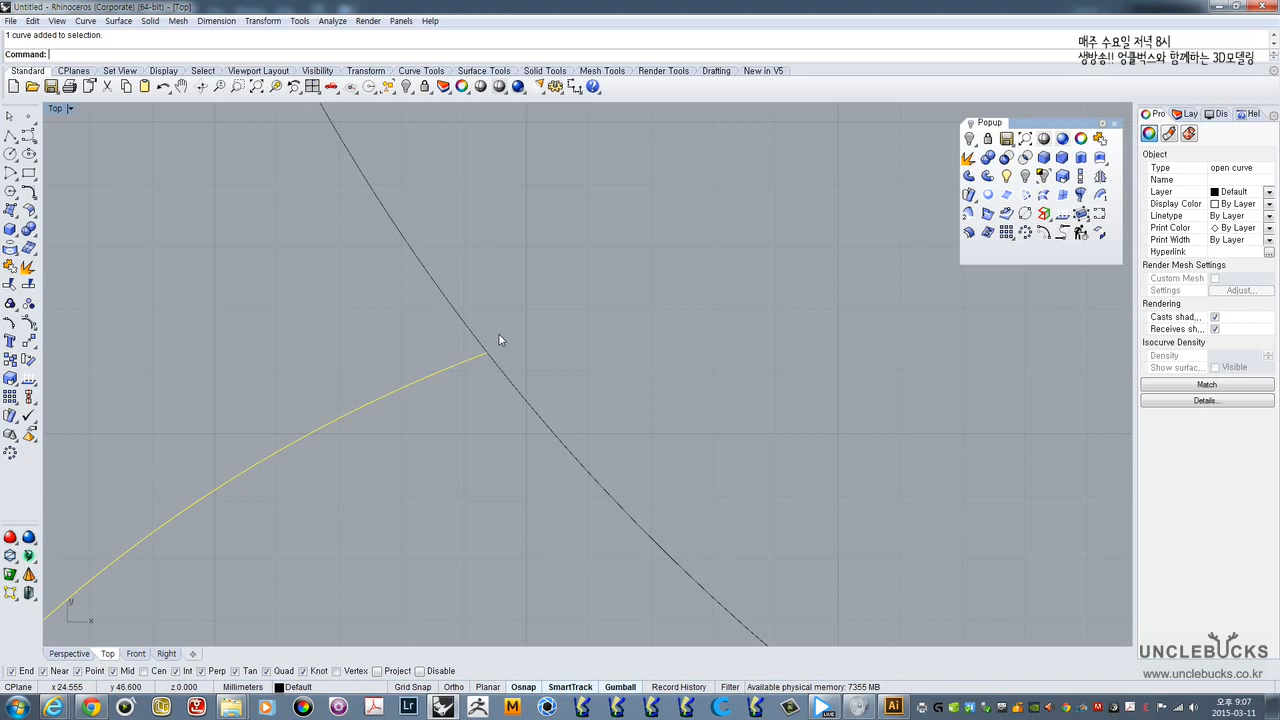 Untitled - Rhinoceros (Corporate) (64-bit) - [Top]
File Edit View Curve Surface Solid Mesh Dimension Transform Tools Analyze Render Panels Help
1 curve added to selection.
Command:
매주 수요일 저녁 8시
생방송!! 엉클벅스와 함께하는 3D모델링
Standard CPlanes Set View Display Select Viewport Layout Visibility Transform Curve Tools Surface Tools Solid Tools Mesh Tools Render Tools Drafting New in V5
Top
Popup
Pro Lay Dis Hel
Object
Type open curve
Name
Layer Default
Display Color By Layer
Linetype By Layer
Print Color By Layer
Print Width By Layer
Hyperlink ...
Render Mesh Settings
Custom Mesh
Settings Adjust...
Rendering
Casts shad...
Receives sh...
Isocurve Density
Density
Show surfac... Visible
Match
Details...
y
x
Perspective Top Front Right
End Near Point Mid Cen Int Perp Tan Quad Knot Vertex Project Disable
CPlane x 24.555 y 46.600 z 0.000 Millimeters Default Grid Snap Ortho Planar Osnap SmartTrack Gumball Record History Filter Available physical memory: 7355 MB
UNCLEBUCKS
www.unclebucks.co.kr
Lr
LIVE
Ai
오후 9:07
2015-03-11